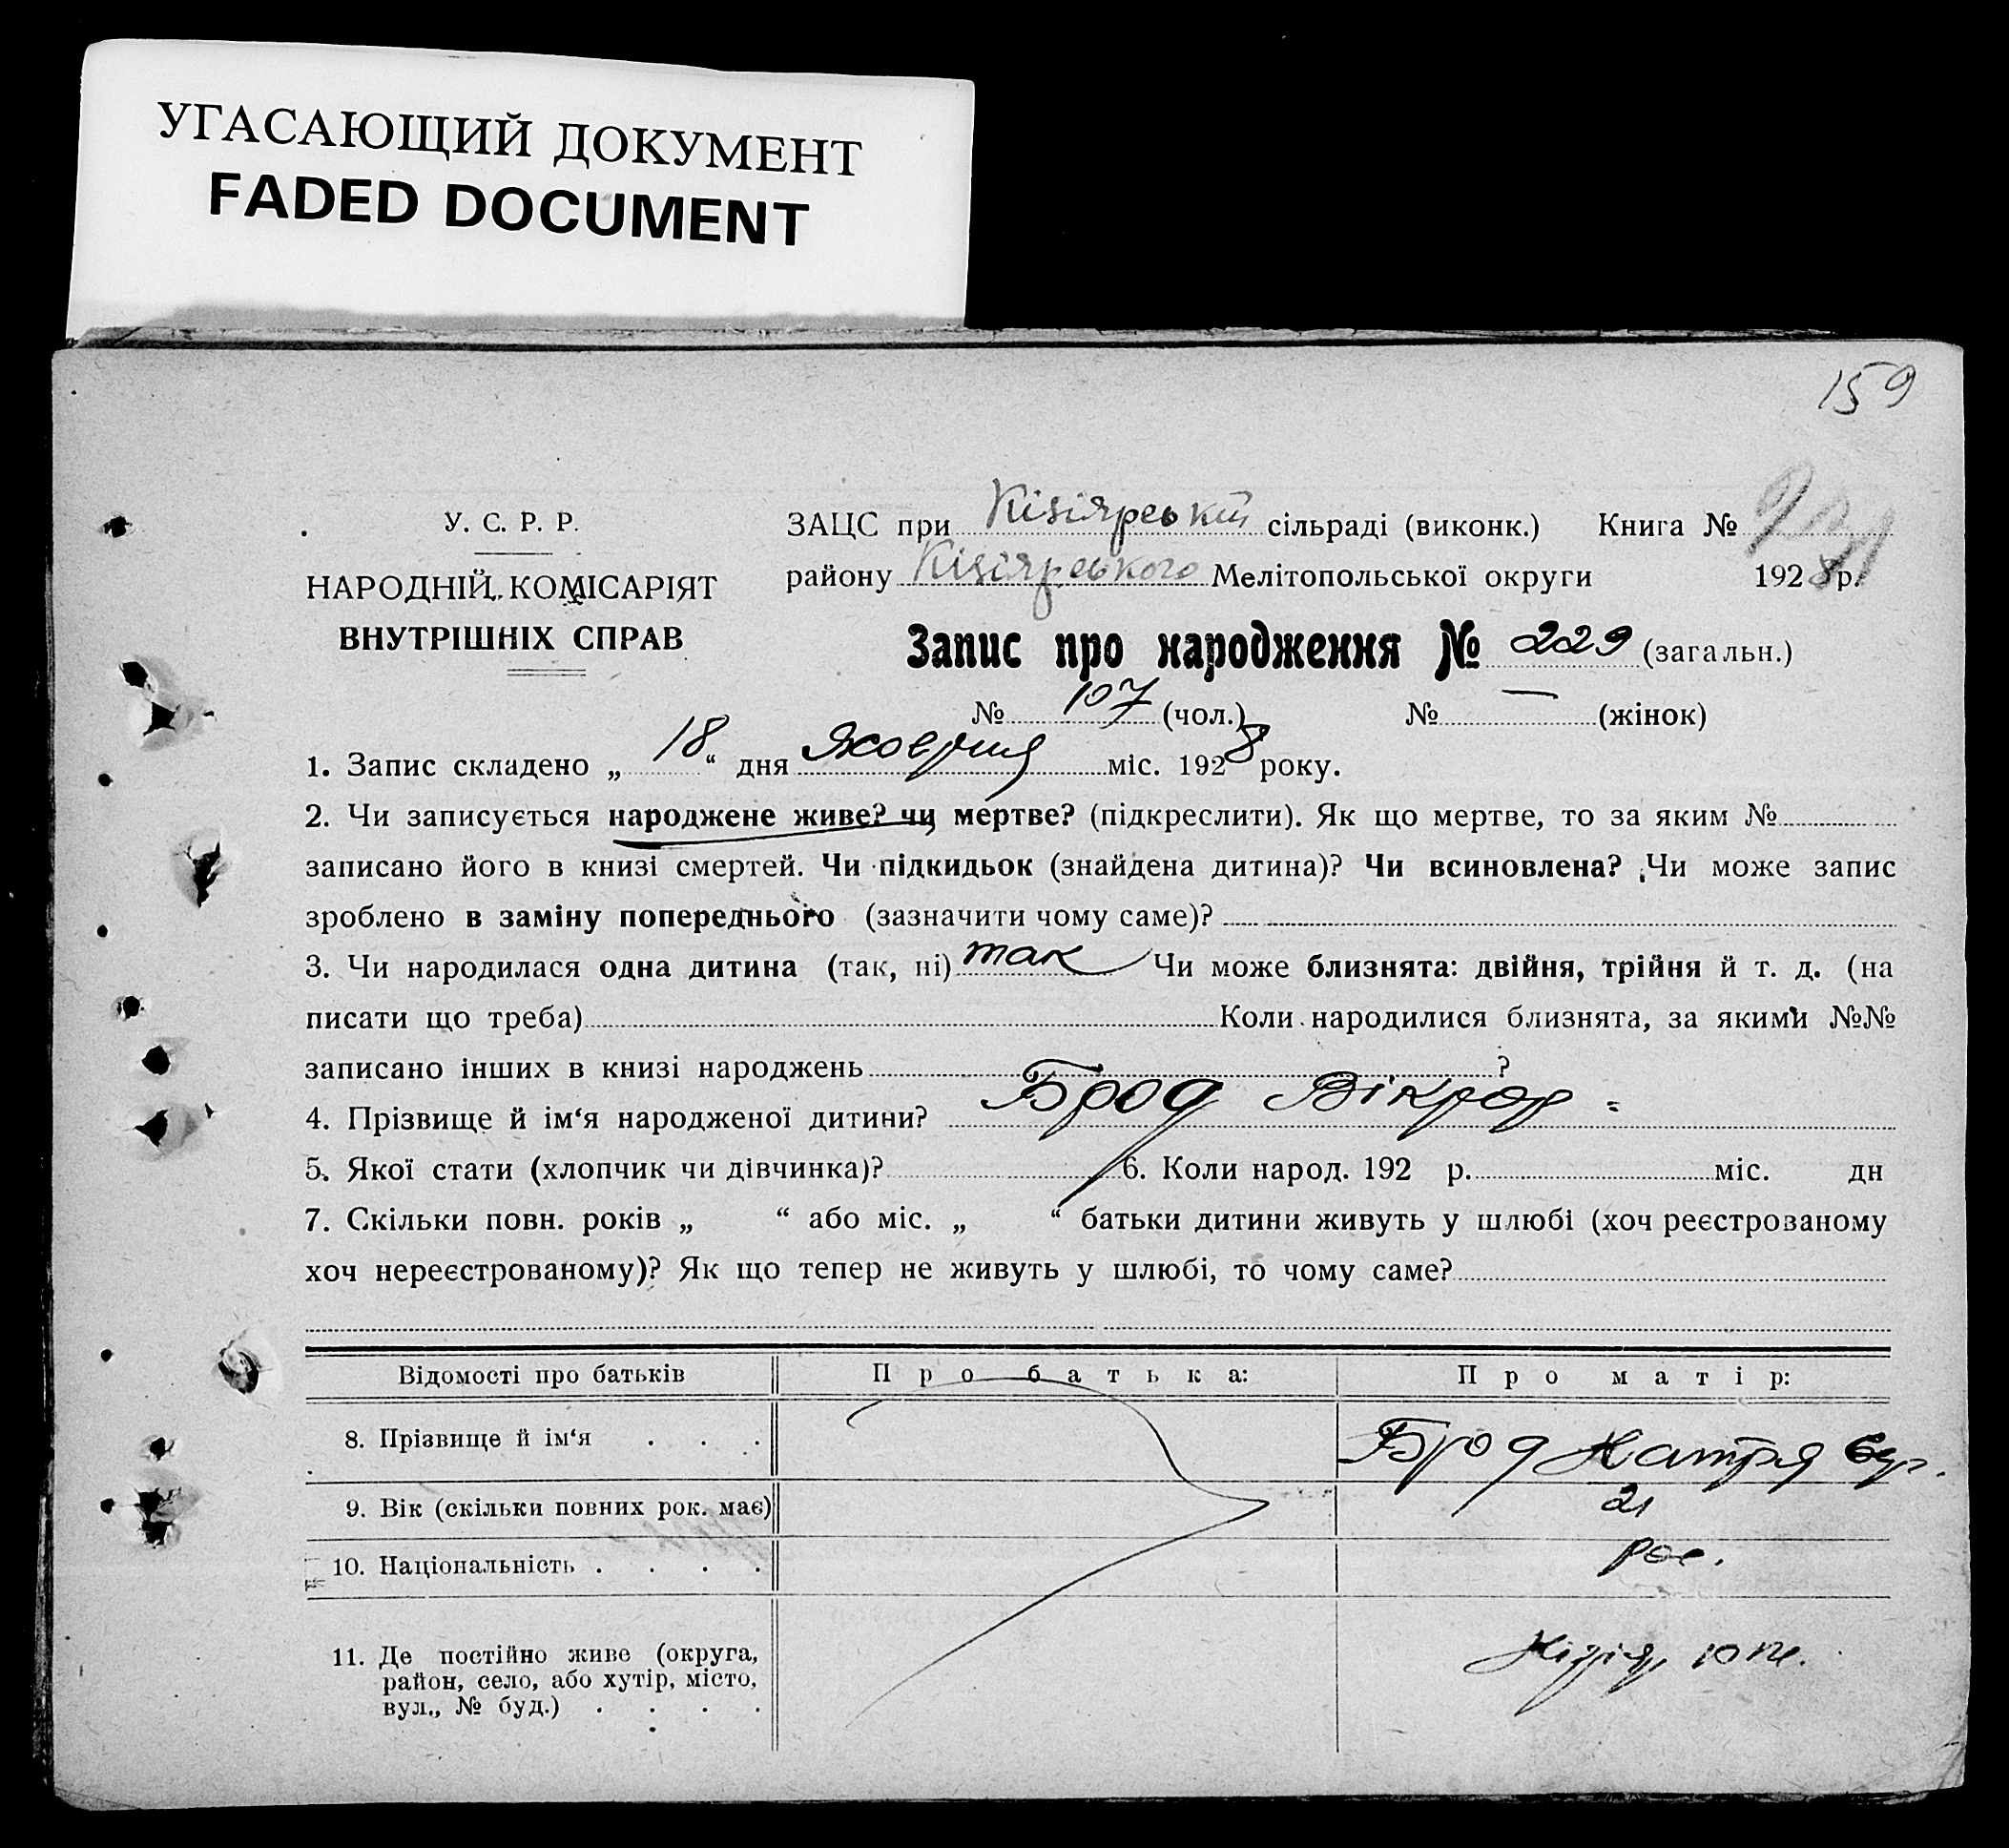 УГАСАЮЩИЙ ДОКУМЕНТ
FADED DOCUMENT
159
У. С. Р. Р.
НАРОДНІЙ КОМІСАРІЯТ
ВНУТРІШНІХ СПРАВ
ЗАЦС при Кізіярській сільраді (виконк.) Книга №
району Кізіярського Мелітопольської округи 1928 р.
Запис про народження № 229 (загальн.)
№ 107 (чол.) № — (жінок)
1. Запис складено „ 18 “ дня Жовтня міс. 1928 року.
2. Чи записується народжене живе? чи мертве? (підкреслити). Як що мертве, то за яким №
записано його в книзі смертей. Чи підкидьок (знайдена дитина)? Чи всиновлена? Чи може запис
зроблено в заміну попереднього (зазначити чому саме)?
3. Чи народилася одна дитина (так, ні) так Чи може близнята: двійня, трійня й т. д. (на
писати що треба) Коли народилися близнята, за якими №№
записано інших в книзі народжень ?
4. Прізвище й ім‘я народженої дитини? Брод Віктор
5. Якої стати (хлопчик чи дівчинка)? 6. Коли народ. 192 р. міс. дн
7. Скільки повн. років „ “ або міс. „ “ батьки дитини живуть у шлюбі (хоч реєстрованому
хоч нереєстрованому)? Як що тепер не живуть у шлюбі, то чому саме?
Відомості про батьків Про батька: Про матір:
8. Прізвище й ім‘я . . . Брод Катря
9. Вік (скільки повних рок. має) 21
10. Національність . . . . рос.
11. Де постійно живе (округа,
район, село, або хутір, місто,
вул., № буд.) . . . .